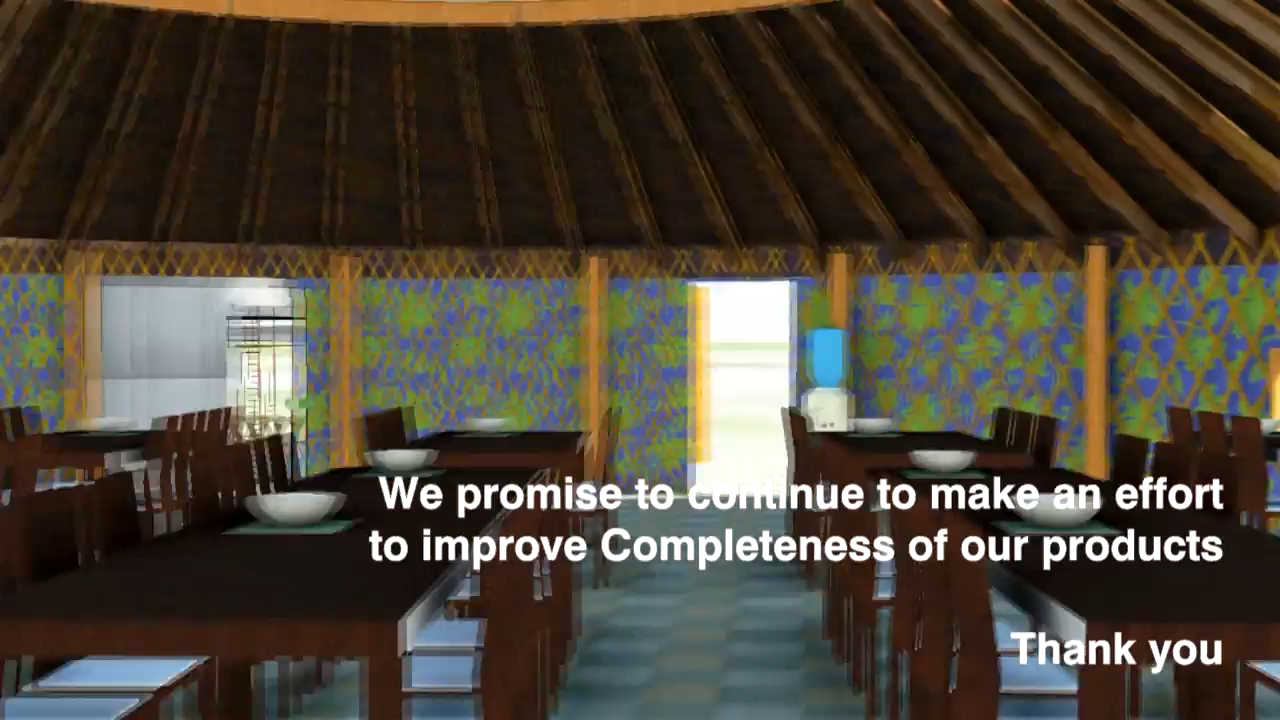 We promise to continue to make an effort
to improve Completeness of our products
Thank you